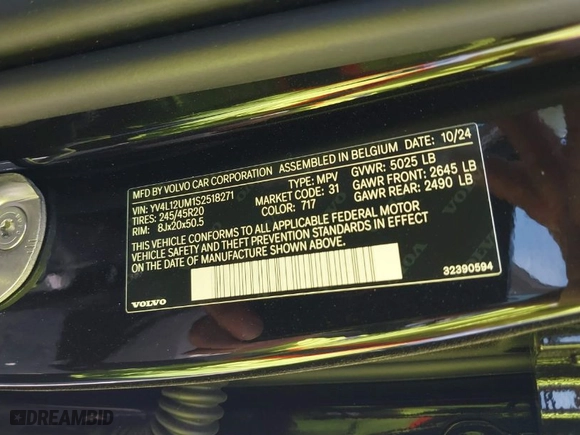 MFD BY VOLVO CAR CORPORATION ASSEMBLED IN BELGIUM DATE: 10/24
VIN: YV4L12UM1S2518271 TYPE: MPV GVWR: 5025 LB
TIRES: 245/45R20 MARKET CODE: 31 GAWR FRONT: 2645 LB
RIM: 8Jx20x50.5 COLOR: 717 GAWR REAR: 2490 LB
THIS VEHICLE CONFORMS TO ALL APPLICABLE FEDERAL MOTOR
VEHICLE SAFETY AND THEFT PREVENTION STANDARDS IN EFFECT
ON THE DATE OF MANUFACTURE SHOWN ABOVE.
VOLVO 32390594
DREAMBID